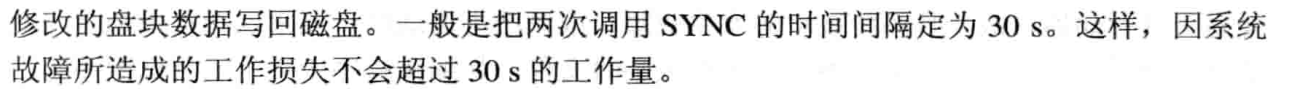 修改的盘块数据写回磁盘。一般是把两次调用 SYNC 的时间间隔定为 30 s。这样，因系统
故障所造成的工作损失不会超过 30 s 的工作量。